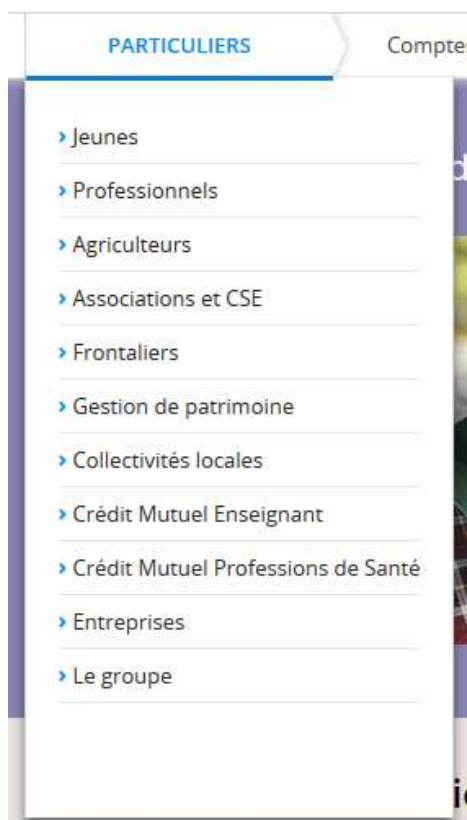 PARTICULIERS
Jeunes
Professionnels
Agriculteurs
Associations et CSE
Frontaliers
Gestion de patrimoine
Collectivités locales
Crédit Mutuel Enseignant
Crédit Mutuel Professions de Santé
Entreprises
Le groupe